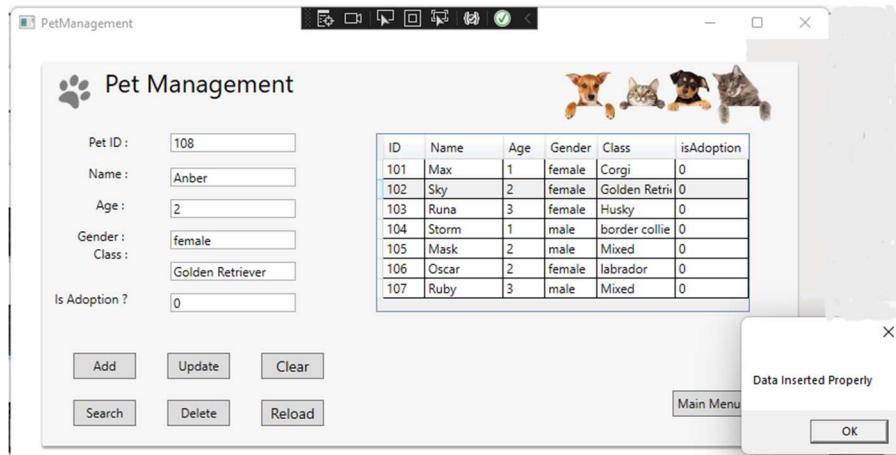 PetManagement
Pet Management
Pet ID : 108
Name : Anber
Age : 2
Gender : female
Class :
Golden Retriever
Is Adoption ? 0
ID Name Age Gender Class isAdoption
101 Max 1 female Corgi 0
102 Sky 2 female Golden Retri 0
103 Runa 3 female Husky 0
104 Storm 1 male border collie 0
105 Mask 2 male Mixed 0
106 Oscar 2 female labrador 0
107 Ruby 3 male Mixed 0
Add Update Clear
Search Delete Reload
Main Menu
Data Inserted Properly
OK